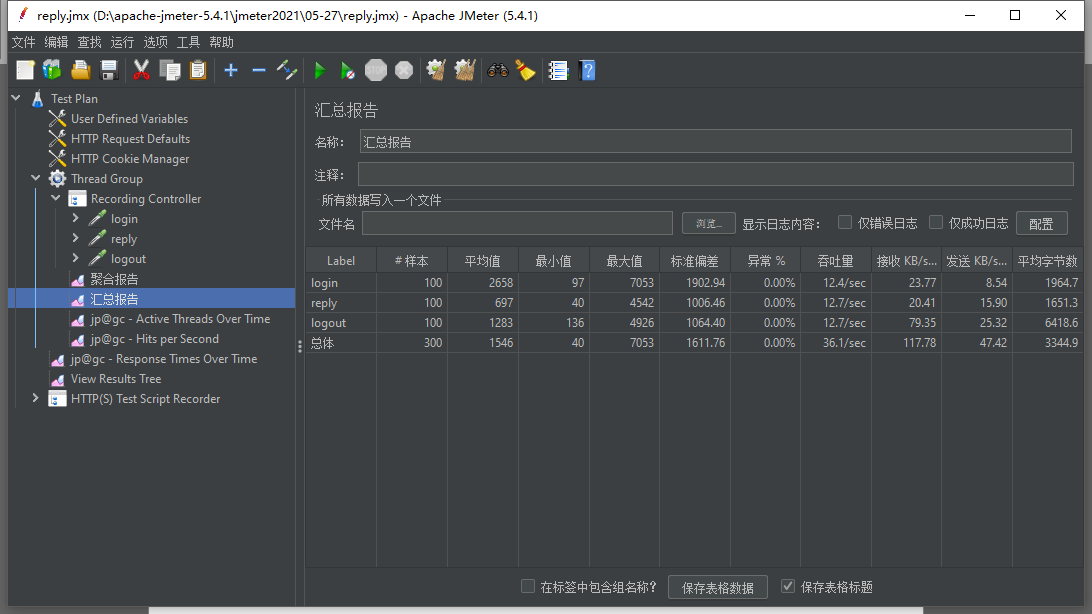 reply.jmx (D:\apache-jmeter-5.4.1\jmeter2021\05-27\reply.jmx) - Apache JMeter (5.4.1)
文件 编辑 查找 运行 选项 工具 帮助
STOP
Test Plan
User Defined Variables
HTTP Request Defaults
HTTP Cookie Manager
Thread Group
Recording Controller
login
reply
logout
聚合报告
汇总报告
jp@gc - Active Threads Over Time
jp@gc - Hits per Second
jp@gc - Response Times Over Time
View Results Tree
HTTP(S) Test Script Recorder
汇总报告
名称： 汇总报告
注释：
所有数据写入一个文件
文件名 浏览... 显示日志内容： 仅错误日志 仅成功日志 配置
Label # 样本 平均值 最小值 最大值 标准偏差 异常 % 吞吐量 接收 KB/s... 发送 KB/s... 平均字节数
login 100 2658 97 7053 1902.94 0.00% 12.4/sec 23.77 8.54 1964.7
reply 100 697 40 4542 1006.46 0.00% 12.7/sec 20.41 15.90 1651.3
logout 100 1283 136 4926 1064.40 0.00% 12.7/sec 79.35 25.32 6418.6
总体 300 1546 40 7053 1611.76 0.00% 36.1/sec 117.78 47.42 3344.9
在标签中包含组名称？ 保存表格数据 保存表格标题